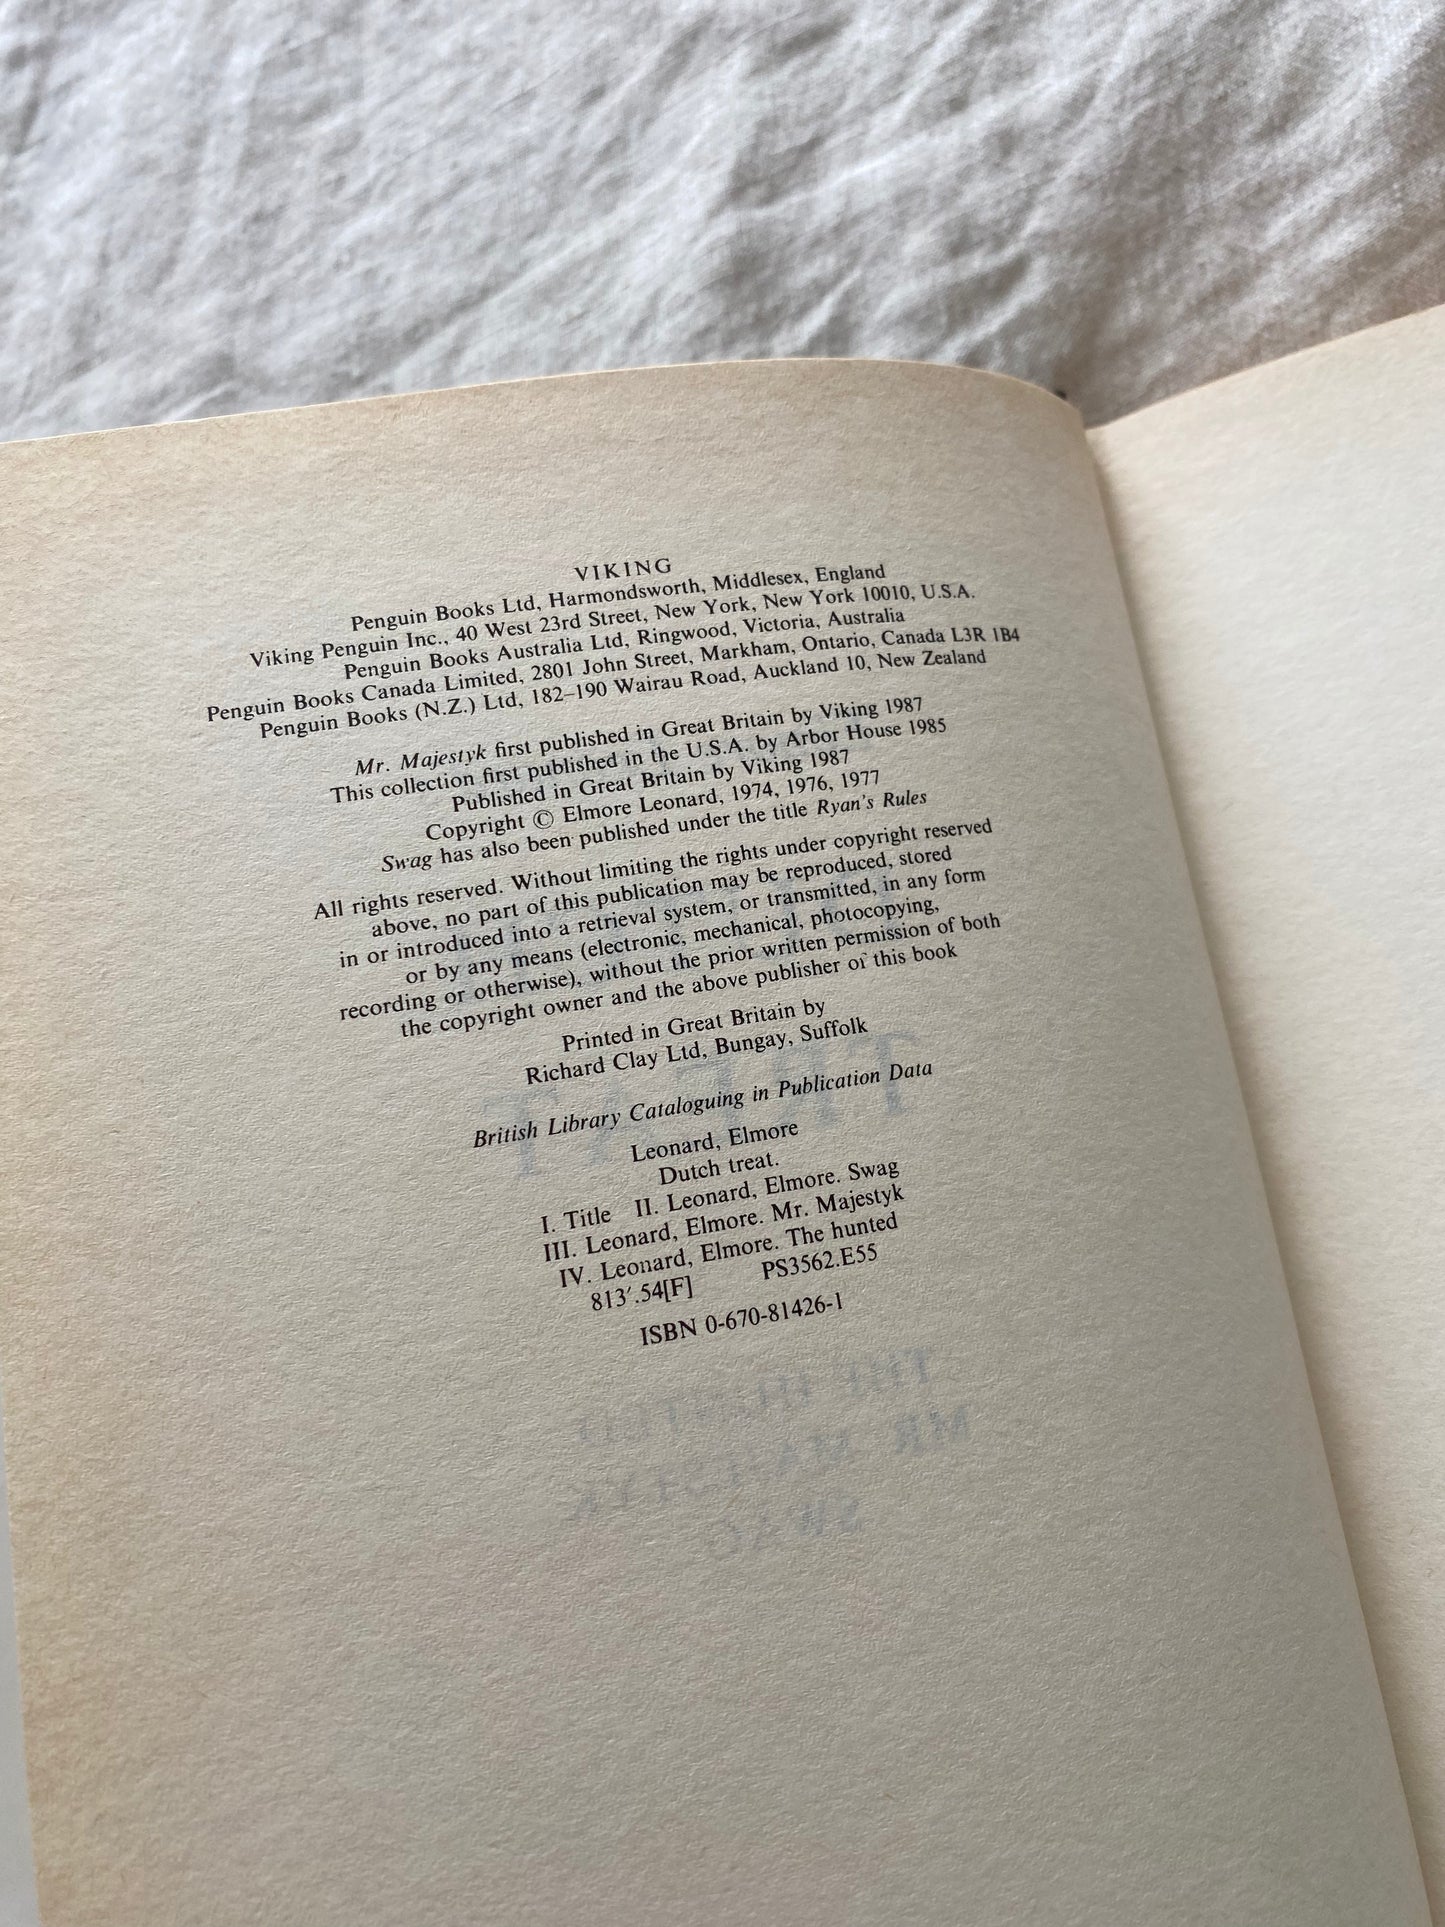 VIKING
Penguin Books Ltd, Harmondsworth, Middlesex, England
Viking Penguin Inc., 40 West 23rd Street, New York, New York 10010, U.S.A.
Penguin Books Australia Ltd, Ringwood, Victoria, Australia
Penguin Books Canada Limited, 2801 John Street, Markham, Ontario, Canada L3R 1B4
Penguin Books (N.Z.) Ltd, 182–190 Wairau Road, Auckland 10, New Zealand
Mr. Majestyk first published in Great Britain by Viking 1987
This collection first published in the U.S.A. by Arbor House 1985
Published in Great Britain by Viking 1987
Copyright © Elmore Leonard, 1974, 1976, 1977
Swag has also been published under the title Ryan's Rules
All rights reserved. Without limiting the rights under copyright reserved
above, no part of this publication may be reproduced, stored
in or introduced into a retrieval system, or transmitted, in any form
or by any means (electronic, mechanical, photocopying,
recording or otherwise), without the prior written permission of both
the copyright owner and the above publisher of this book
Printed in Great Britain by
Richard Clay Ltd, Bungay, Suffolk
British Library Cataloguing in Publication Data
Leonard, Elmore
Dutch treat.
I. Title II. Leonard, Elmore. Swag
III. Leonard, Elmore. Mr. Majestyk
IV. Leonard, Elmore. The hunted
813′.54[F] PS3562.E55
ISBN 0-670-81426-1